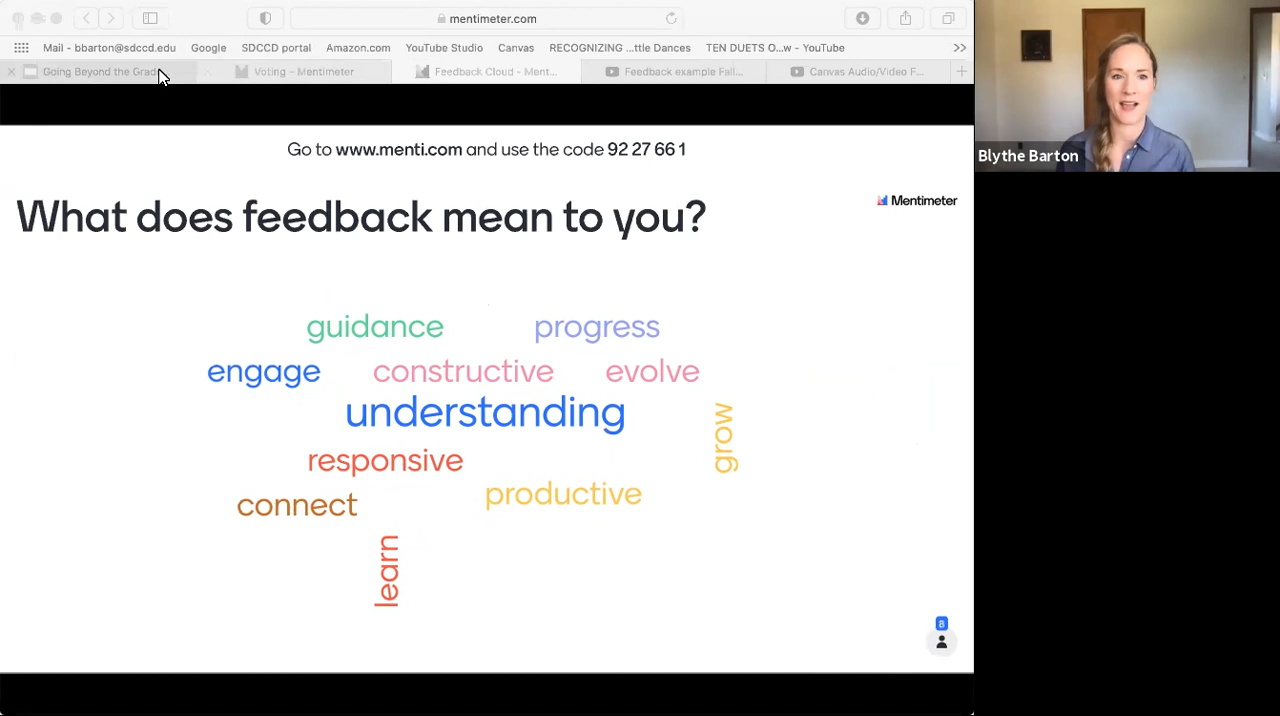 mentimeter.com
Mail - bbarton@sdccd.edu Google SDCCD portal Amazon.com YouTube Studio Canvas RECOGNIZING ...ttle Dances TEN DUETS O...w - YouTube
Going Beyond the Grad Voting - Mentimeter Feedback Cloud - Ment... Feedback example Fall... Canvas Audio/Video F...
Go to www.menti.com and use the code 92 27 66 1
What does feedback mean to you?
Mentimeter
guidance progress
engage constructive evolve
understanding
grow
responsive
connect productive
learn
8
Blythe Barton